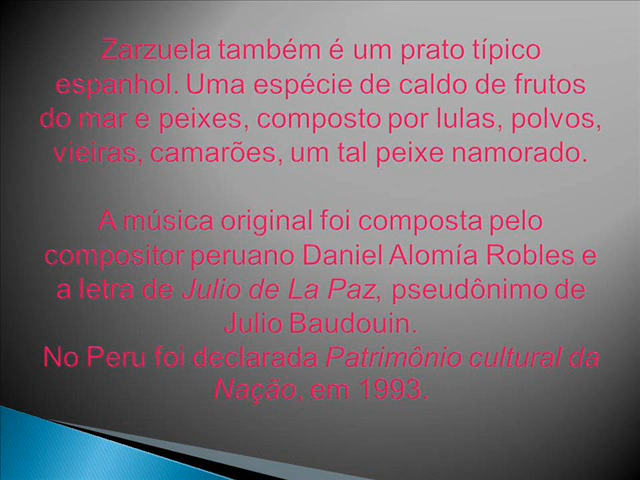 Zarzuela também é um prato típico
espanhol. Uma espécie de caldo de frutos
do mar e peixes, composto por lulas, polvos,
vieiras, camarões, um tal peixe namorado.
A música original foi composta pelo
compositor peruano Daniel Alomía Robles e
a letra de Julio de La Paz, pseudônimo de
Julio Baudouin.
No Peru foi declarada Patrimônio cultural da
Nação, em 1993.